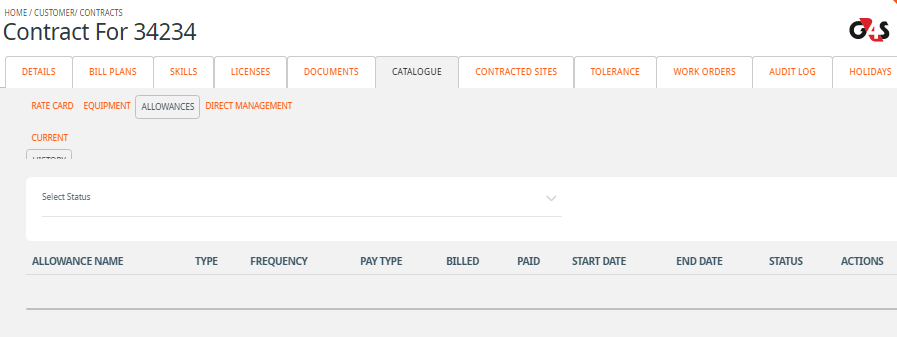 HOME / CUSTOMER/ CONTRACTS
Contract For 34234
G4S
DETAILS BILL PLANS SKILLS LICENSES DOCUMENTS CATALOGUE CONTRACTED SITES TOLERANCE WORK ORDERS AUDIT LOG HOLIDAYS
RATE CARD EQUIPMENT ALLOWANCES DIRECT MANAGEMENT
CURRENT
HISTORY
Select Status
ALLOWANCE NAME TYPE FREQUENCY PAY TYPE BILLED PAID START DATE END DATE STATUS ACTIONS